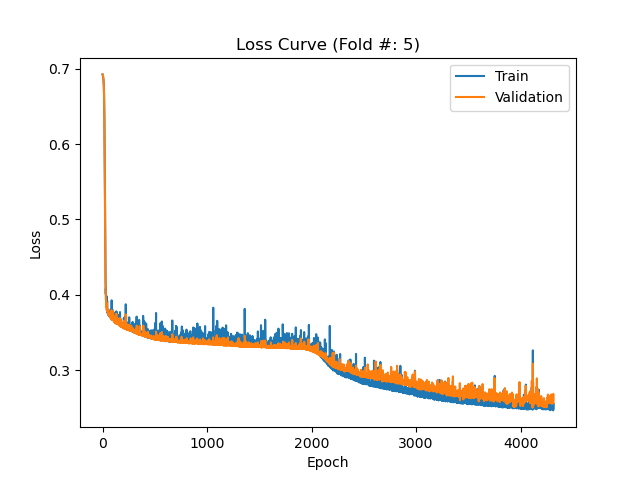 Loss Curve (Fold #: 5)
Train
Validation
0.7
0.6
0.5
0.4
0.3
Loss
0 1000 2000 3000 4000
Epoch